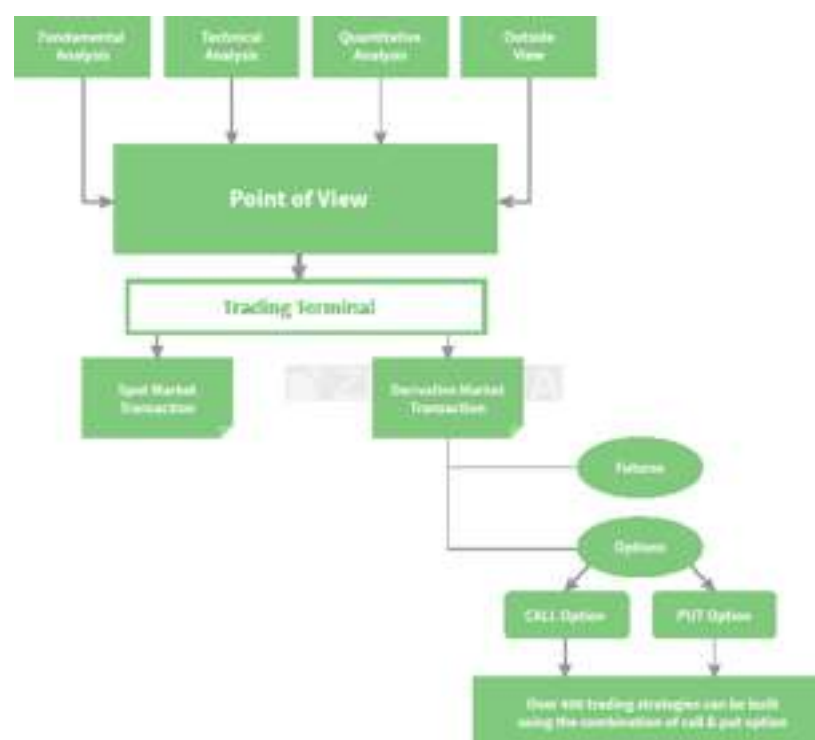 Fundamental
Analysis
Technical
Analysis
Quantitative
Analysis
Outside
View
Point of View
Trading Terminal
Spot Market
Transaction
Derivative Market
Transaction
Futures
Options
CALL Option
PUT Option
Over 400 trading strategies can be built
using the combination of call & put option